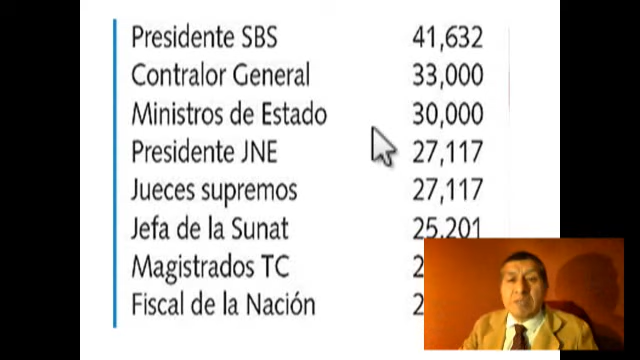 Presidente SBS 41,632
Contralor General 33,000
Ministros de Estado 30,000
Presidente JNE 27,117
Jueces supremos 27,117
Jefa de la Sunat 25,201
Magistrados TC
Fiscal de la Nación